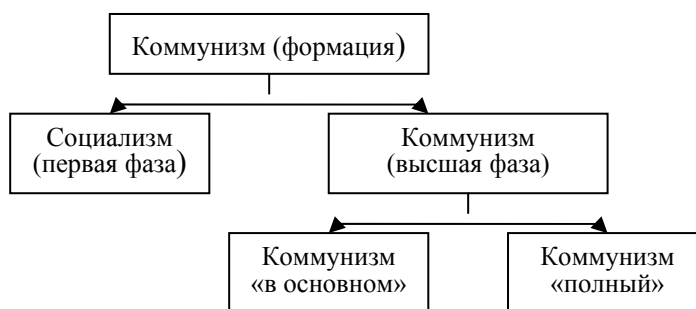 Коммунизм (формация)
Социализм
(первая фаза)
Коммунизм
(высшая фаза)
Коммунизм
«в основном»
Коммунизм
«полный»